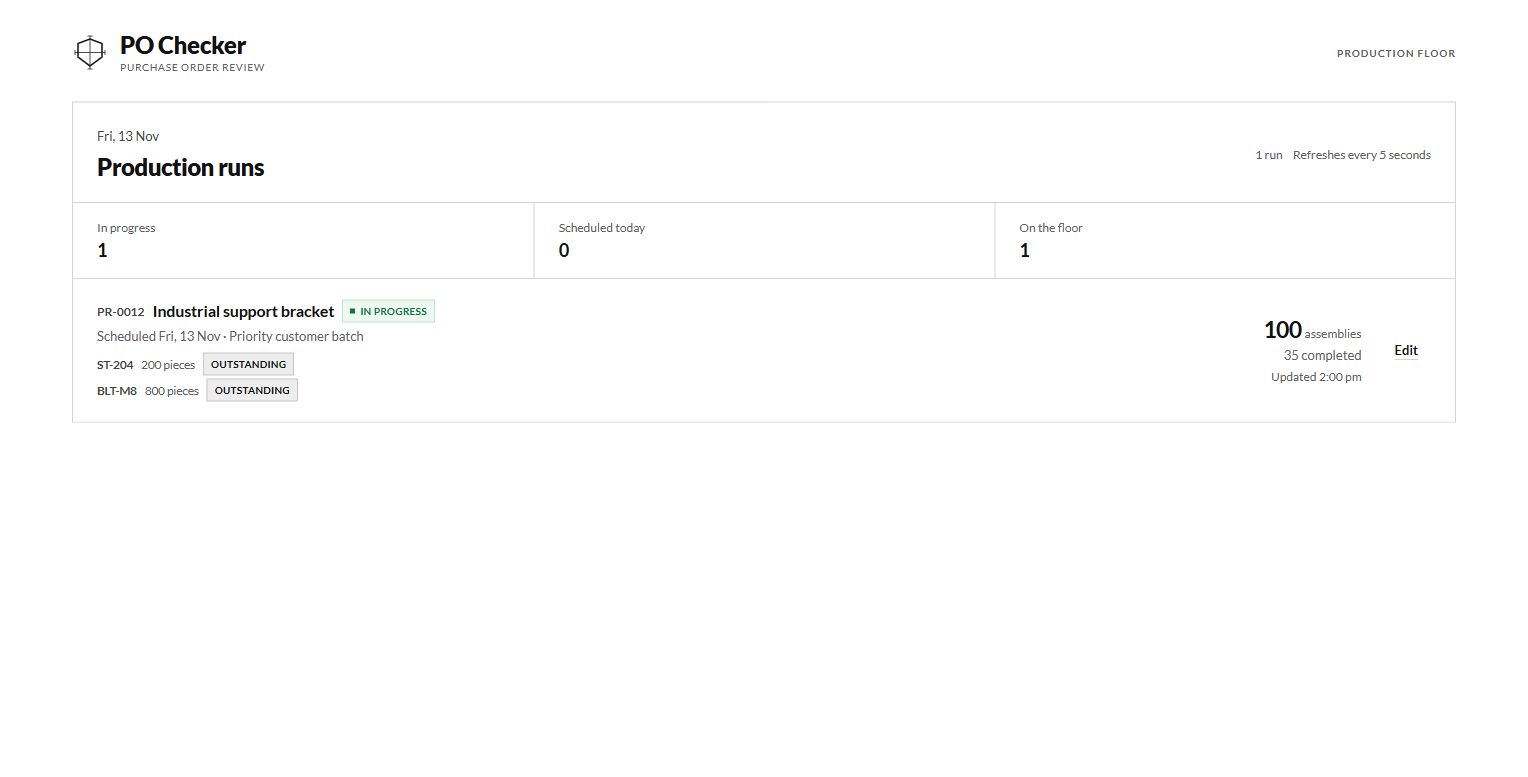 PO Checker
PURCHASE ORDER REVIEW
PRODUCTION FLOOR
Fri, 13 Nov
Production runs
1 run Refreshes every 5 seconds
In progress
1
Scheduled today
0
On the floor
1
PR-0012 Industrial support bracket IN PROGRESS
Scheduled Fri, 13 Nov · Priority customer batch
ST-204 200 pieces OUTSTANDING
BLT-M8 800 pieces OUTSTANDING
100 assemblies
35 completed
Updated 2:00 pm
Edit